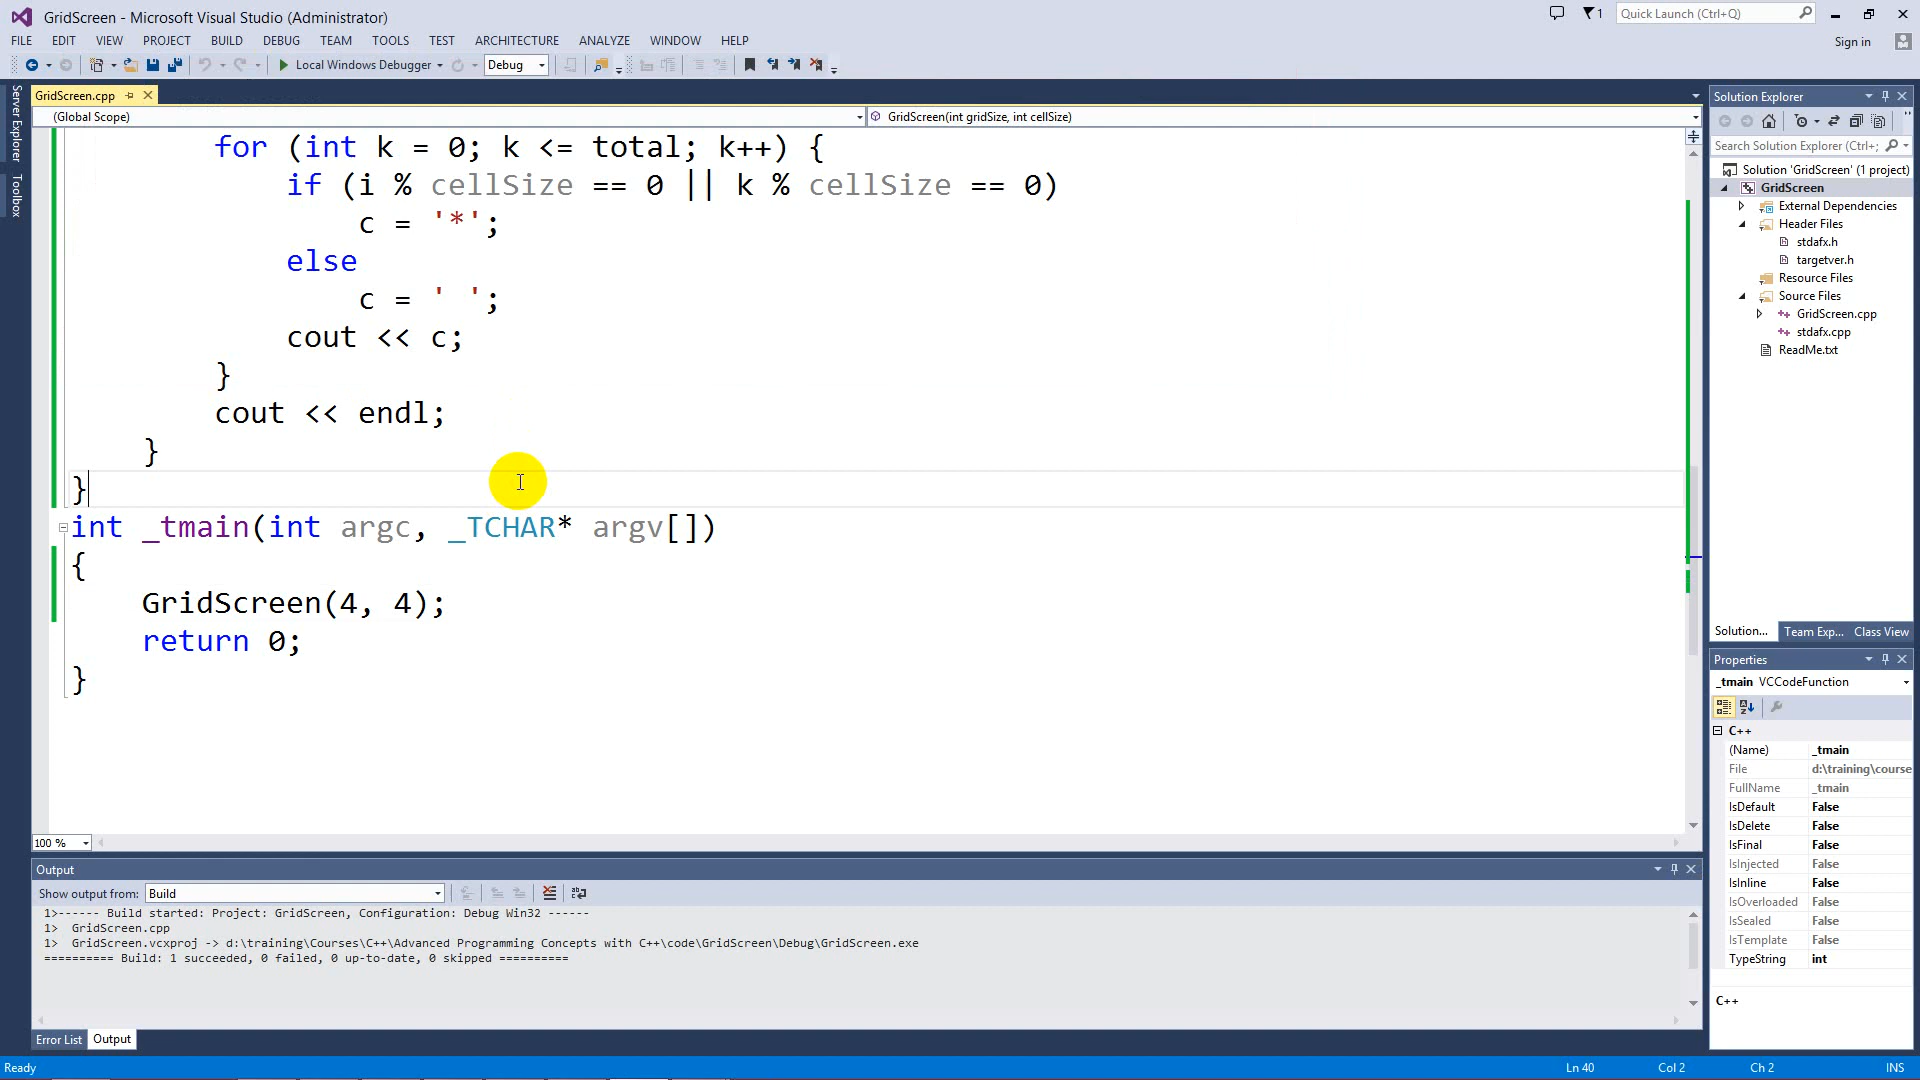 GridScreen - Microsoft Visual Studio (Administrator)
1
Quick Launch (Ctrl+Q)
FILE EDIT VIEW PROJECT BUILD DEBUG TEAM TOOLS TEST ARCHITECTURE ANALYZE WINDOW HELP
Sign in
Local Windows Debugger
Debug
Server Explorer
Toolbox
GridScreen.cpp
(Global Scope)
GridScreen(int gridSize, int cellSize)
for (int k = 0; k <= total; k++) {
if (i % cellSize == 0 || k % cellSize == 0)
c = '*';
else
c = ' ';
cout << c;
}
cout << endl;
}
}
int _tmain(int argc, _TCHAR* argv[])
{
GridScreen(4, 4);
return 0;
}
100 %
Output
Show output from: Build
1>------ Build started: Project: GridScreen, Configuration: Debug Win32 ------
1>  GridScreen.cpp
1>  GridScreen.vcxproj -> d:\training\Courses\C++\Advanced Programming Concepts with C++\code\GridScreen\Debug\GridScreen.exe
========== Build: 1 succeeded, 0 failed, 0 up-to-date, 0 skipped ==========
Error List Output
Solution Explorer
Search Solution Explorer (Ctrl+;
Solution 'GridScreen' (1 project)
GridScreen
External Dependencies
Header Files
stdafx.h
targetver.h
Resource Files
Source Files
GridScreen.cpp
stdafx.cpp
ReadMe.txt
Solution... Team Exp... Class View
Properties
_tmain VCCodeFunction
C++
(Name) _tmain
File d:\training\course
FullName _tmain
IsDefault False
IsDelete False
IsFinal False
IsInjected False
IsInline False
IsOverloaded False
IsSealed False
IsTemplate False
TypeString int
C++
Ready
Ln 40 Col 2 Ch 2 INS